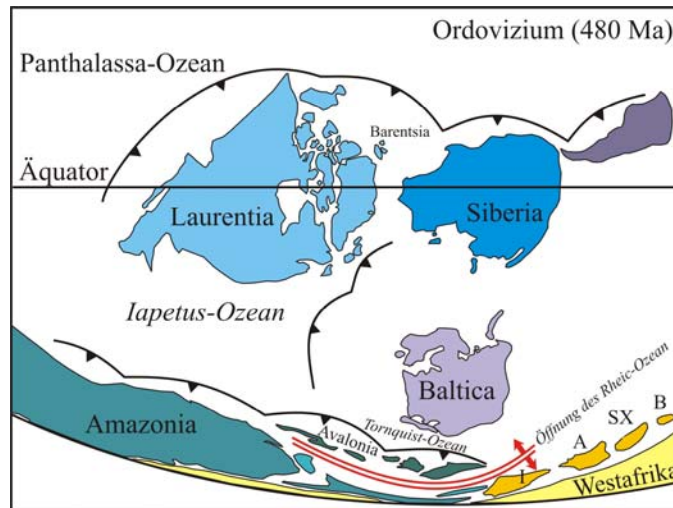 Ordovizium (480 Ma)
Panthalassa-Ozean
Barentsia
Äquator
Laurentia
Siberia
Iapetus-Ozean
Baltica
Amazonia
Avalonia
Tornquist-Ozean
Öffnung des Rheic-Ozean
I
A
SX
B
Westafrika